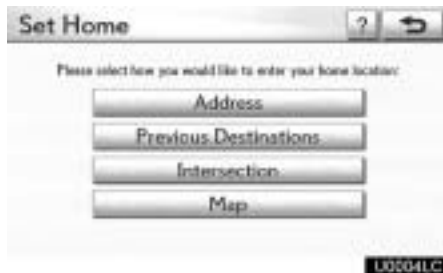 Set Home ?
Please select how you would like to enter your home location:
Address
Previous Destinations
Intersection
Map
U0004LC